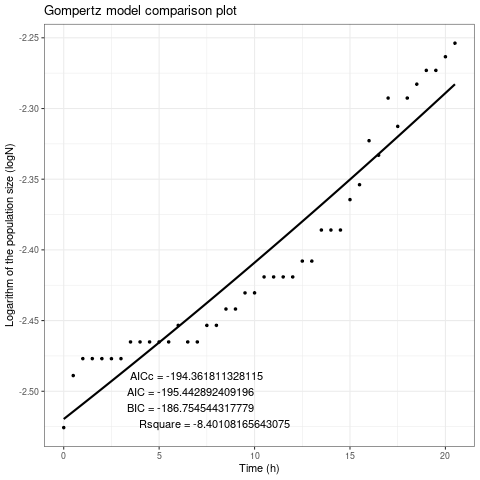 Gompertz model comparison plot
-2.25
-2.30
-2.35
-2.40
-2.45
-2.50
Logarithm of the population size (logN)
AICc = -194.361811328115
AIC = -195.442892409196
BIC = -186.754544317779
Rsquare = -8.40108165643075
0
5
10
15
20
Time (h)